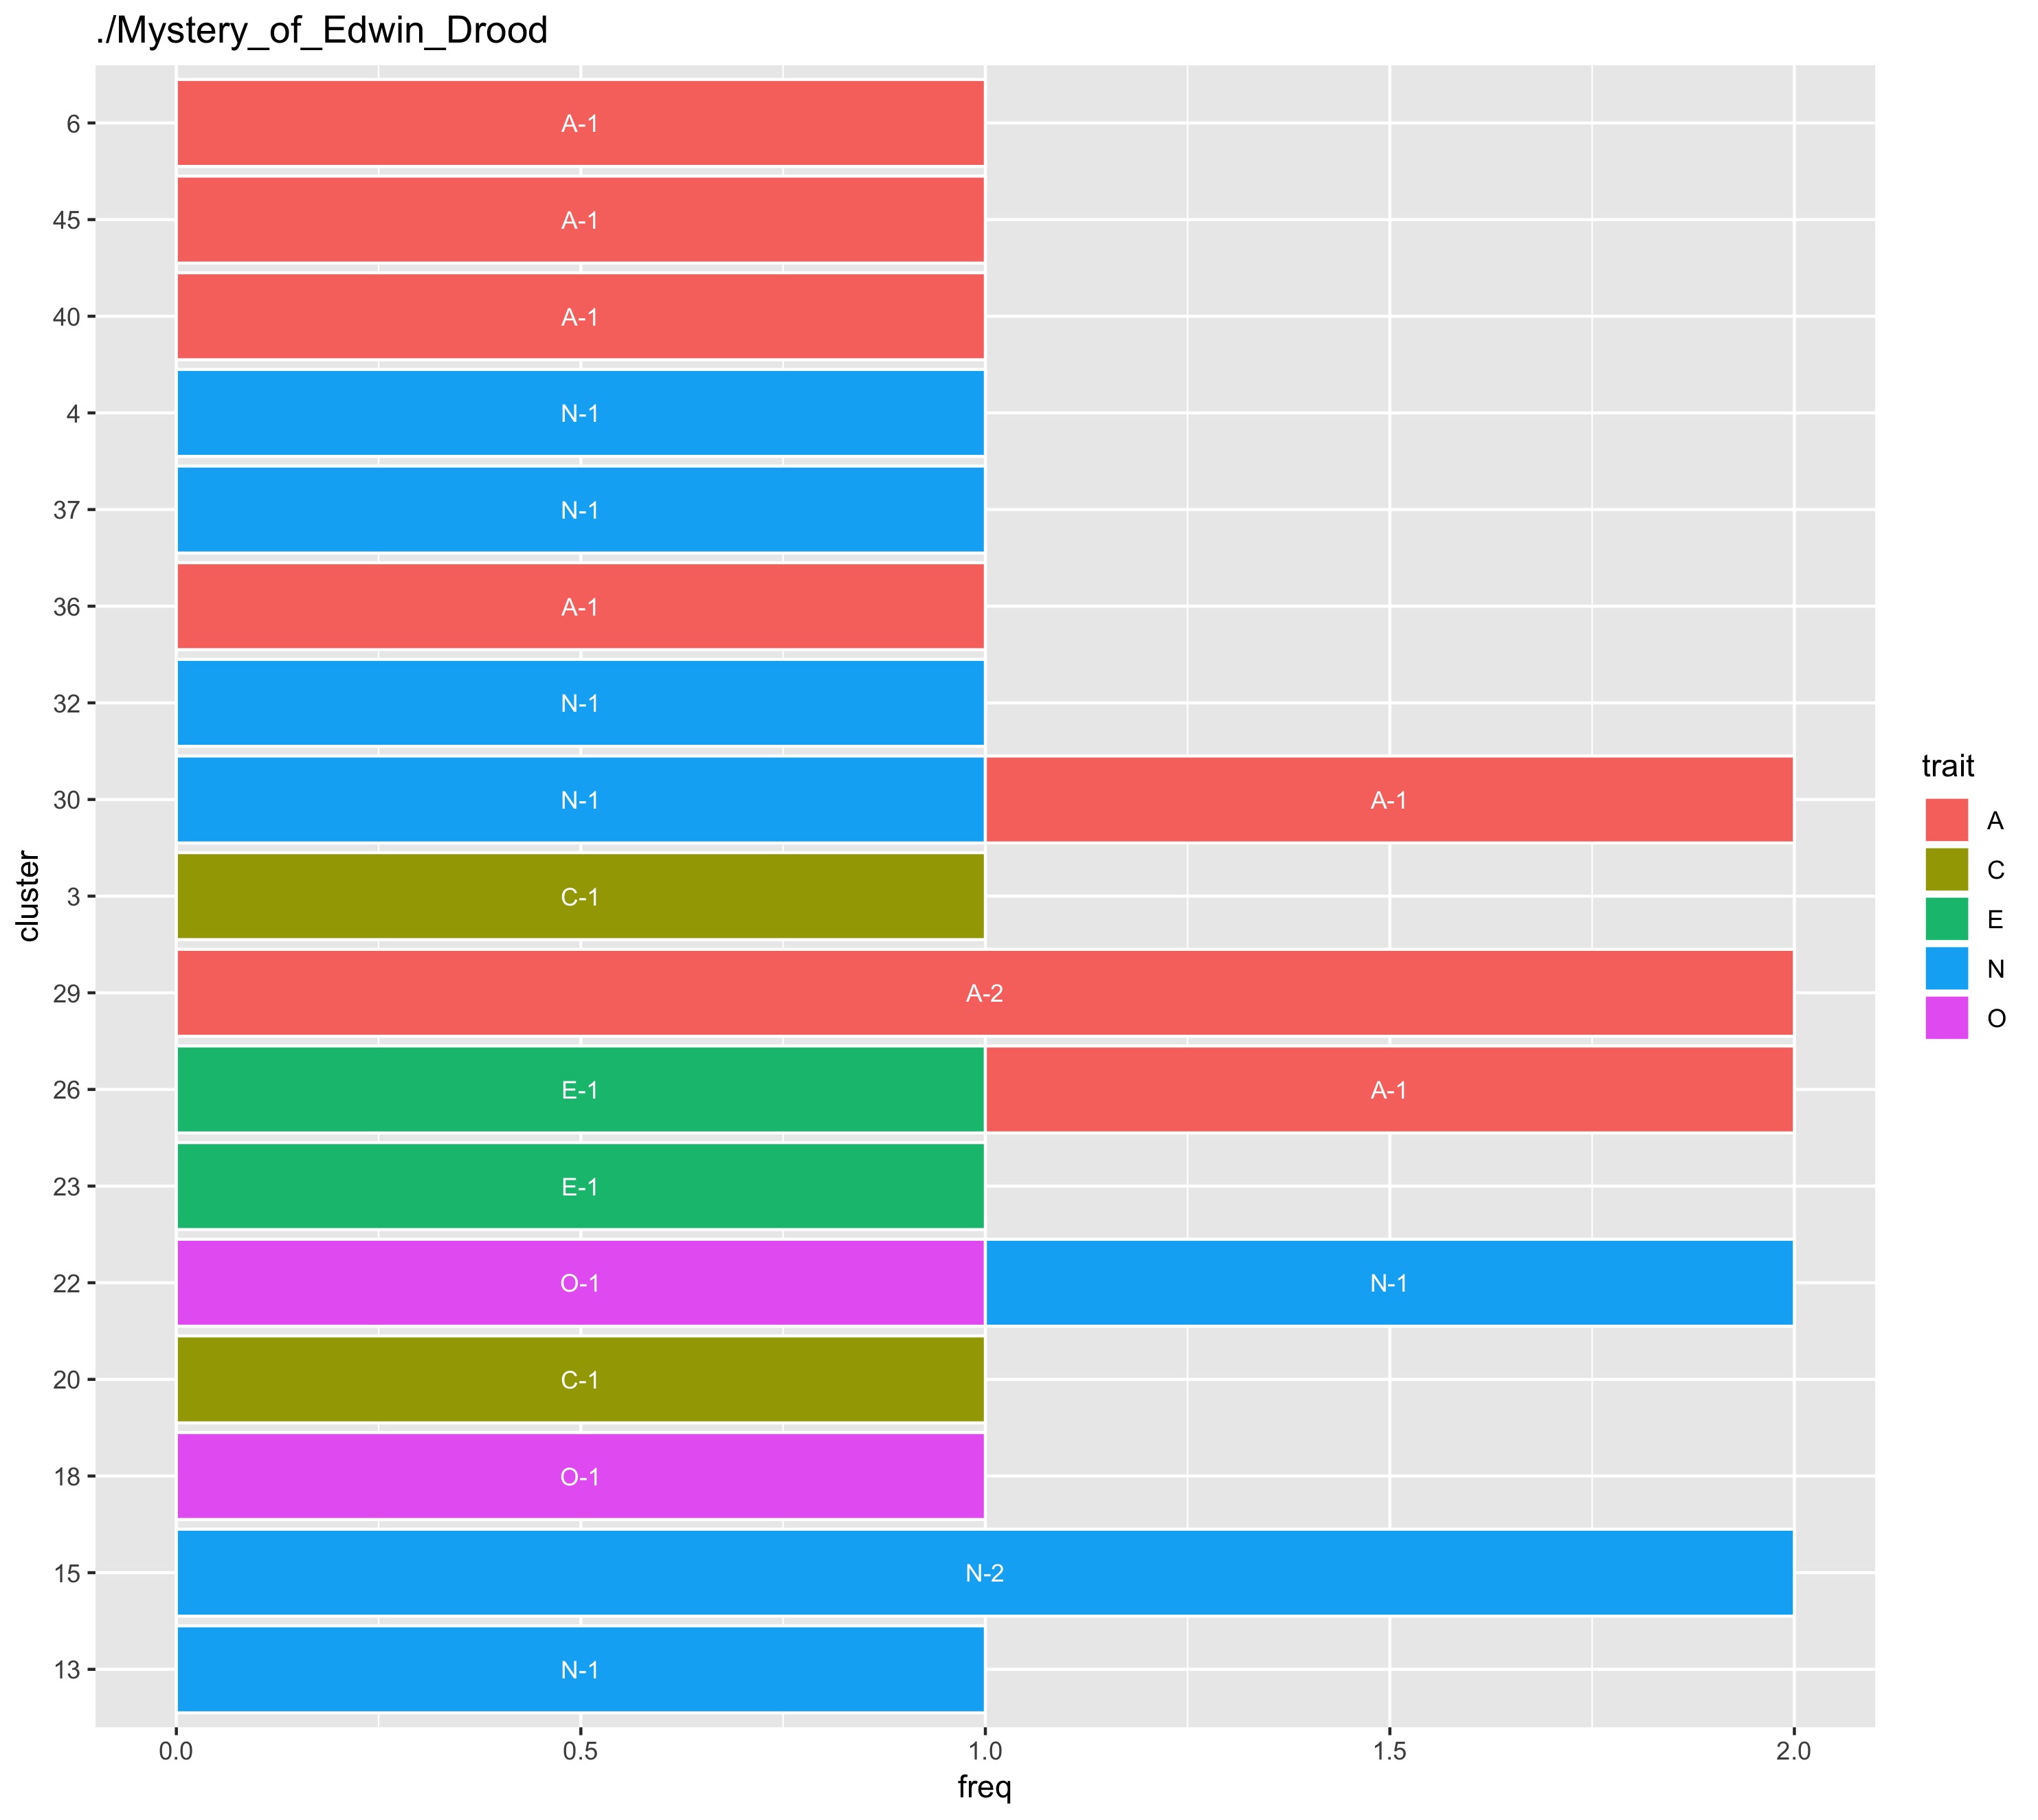 ./Mystery_of_Edwin_Drood
6 A-1
45 A-1
40 A-1
4 N-1
37 N-1
36 A-1
32 N-1
30 N-1 A-1
3 C-1
29 A-2
26 E-1 A-1
23 E-1
22 O-1 N-1
20 C-1
18 O-1
15 N-2
13 N-1
0.0 0.5 1.0 1.5 2.0
freq
cluster
trait
A
C
E
N
O